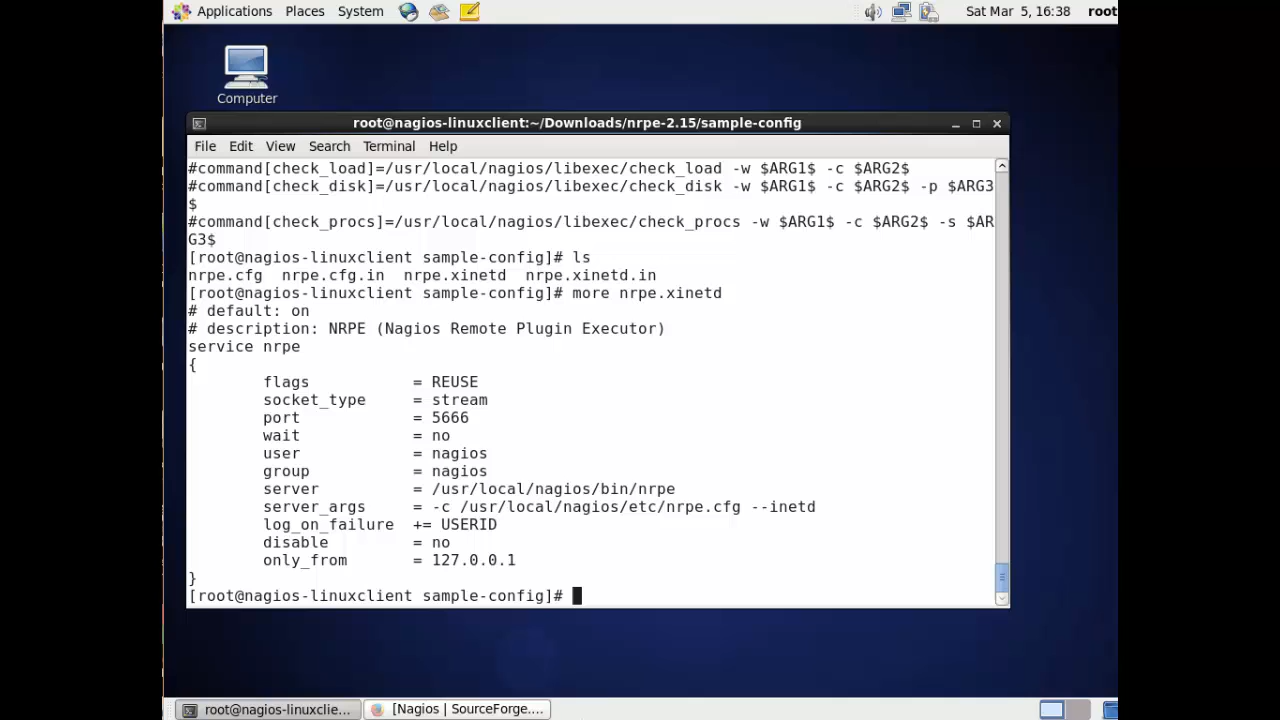 Applications Places System Sat Mar 5, 16:38 root
Computer
root@nagios-linuxclient:~/Downloads/nrpe-2.15/sample-config
File Edit View Search Terminal Help
#command[check_load]=/usr/local/nagios/libexec/check_load -w $ARG1$ -c $ARG2$
#command[check_disk]=/usr/local/nagios/libexec/check_disk -w $ARG1$ -c $ARG2$ -p $ARG3
$
#command[check_procs]=/usr/local/nagios/libexec/check_procs -w $ARG1$ -c $ARG2$ -s $AR
G3$
[root@nagios-linuxclient sample-config]# ls
nrpe.cfg  nrpe.cfg.in  nrpe.xinetd  nrpe.xinetd.in
[root@nagios-linuxclient sample-config]# more nrpe.xinetd
# default: on
# description: NRPE (Nagios Remote Plugin Executor)
service nrpe
{
        flags           = REUSE
        socket_type     = stream
        port            = 5666
        wait            = no
        user            = nagios
        group           = nagios
        server          = /usr/local/nagios/bin/nrpe
        server_args     = -c /usr/local/nagios/etc/nrpe.cfg --inetd
        log_on_failure  += USERID
        disable         = no
        only_from       = 127.0.0.1
}
[root@nagios-linuxclient sample-config]#
root@nagios-linuxclie... [Nagios | SourceForge....